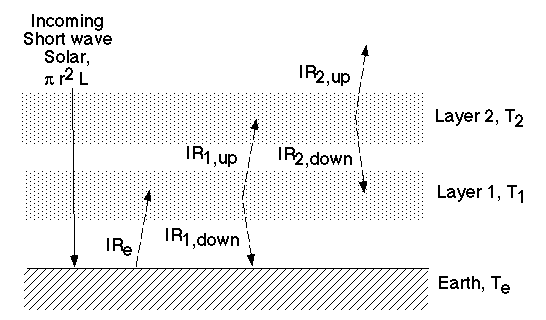 Incoming
Short wave
Solar,
π r² L
IR₂,up
Layer 2, T₂
IR₁,up
IR₂,down
Layer 1, T₁
IRₑ
IR₁,down
Earth, Tₑ